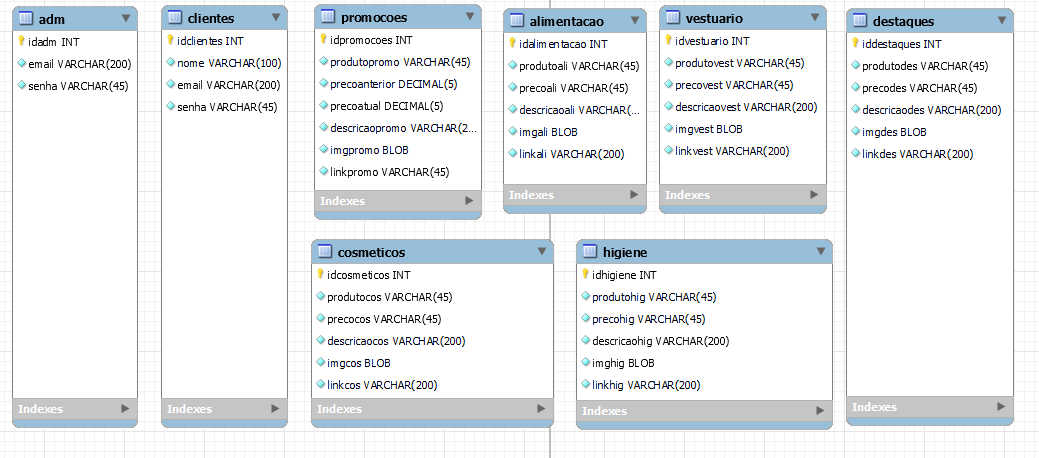 adm
idadm INT
email VARCHAR(200)
senha VARCHAR(45)
Indexes
clientes
idclientes INT
nome VARCHAR(100)
email VARCHAR(200)
senha VARCHAR(45)
Indexes
promocoes
idpromocoes INT
produtopromo VARCHAR(45)
precoanterior DECIMAL(5)
precoatual DECIMAL(5)
descricaopromo VARCHAR(2...
imgpromo BLOB
linkpromo VARCHAR(45)
Indexes
alimentacao
idalimentacao INT
produtoali VARCHAR(45)
precoali VARCHAR(45)
descricaoali VARCHAR(...
imgali BLOB
linkali VARCHAR(200)
Indexes
vestuario
idvestuario INT
produtovest VARCHAR(45)
precovest VARCHAR(45)
descricaovest VARCHAR(200)
imgvest BLOB
linkvest VARCHAR(200)
Indexes
destaques
iddestaques INT
produtodes VARCHAR(45)
precodes VARCHAR(45)
descricaodes VARCHAR(200)
imgdes BLOB
linkdes VARCHAR(200)
Indexes
cosmeticos
idcosmeticos INT
produtocos VARCHAR(45)
precocos VARCHAR(45)
descricaocos VARCHAR(200)
imgcos BLOB
linkcos VARCHAR(200)
Indexes
higiene
idhigiene INT
produtohig VARCHAR(45)
precohig VARCHAR(45)
descricaohig VARCHAR(200)
imghig BLOB
linkhig VARCHAR(200)
Indexes